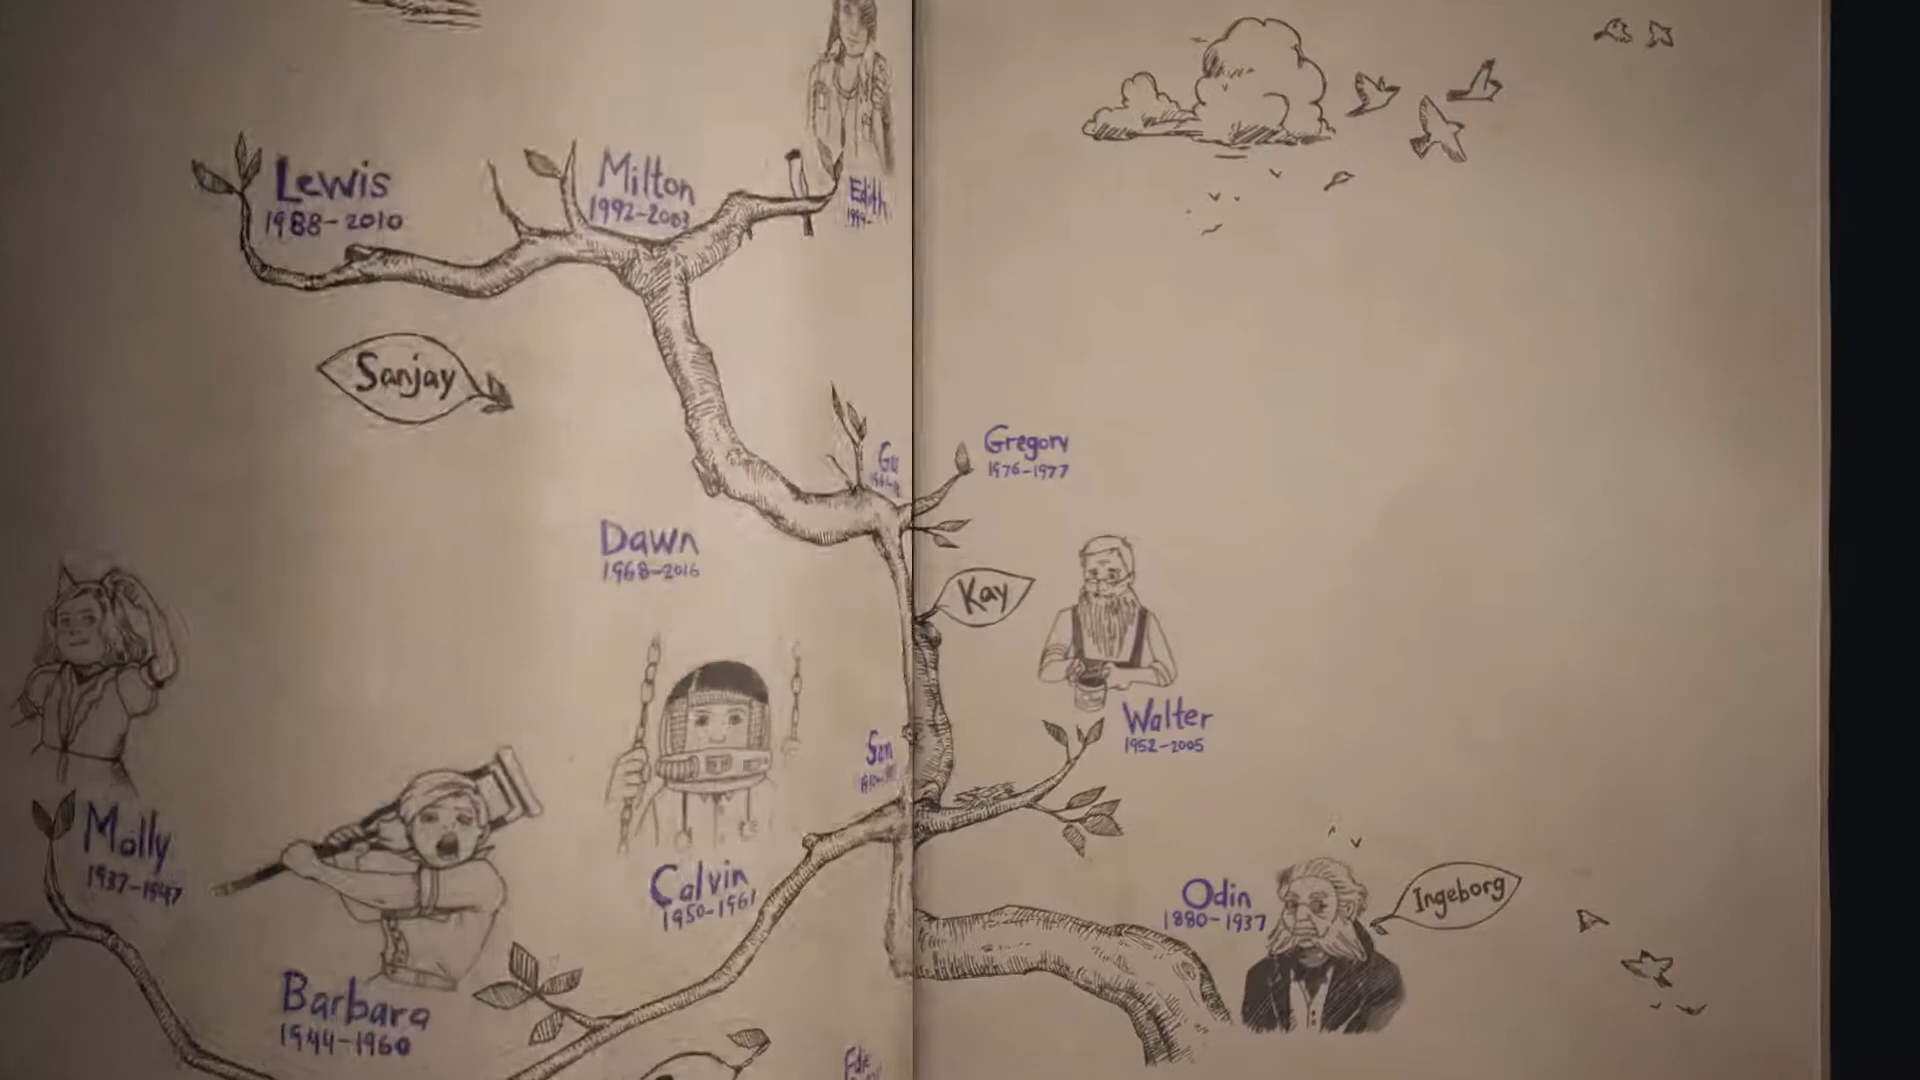 Lewis
1988-2010
Milton
1992-2003
Edith
Sanjay
Gregory
1976-1977
Dawn
1968-2016
Kay
Walter
1952-2005
Molly
1937-1947
Calvin
1950-1961
Odin
1880-1937
Ingeborg
Barbara
1944-1960